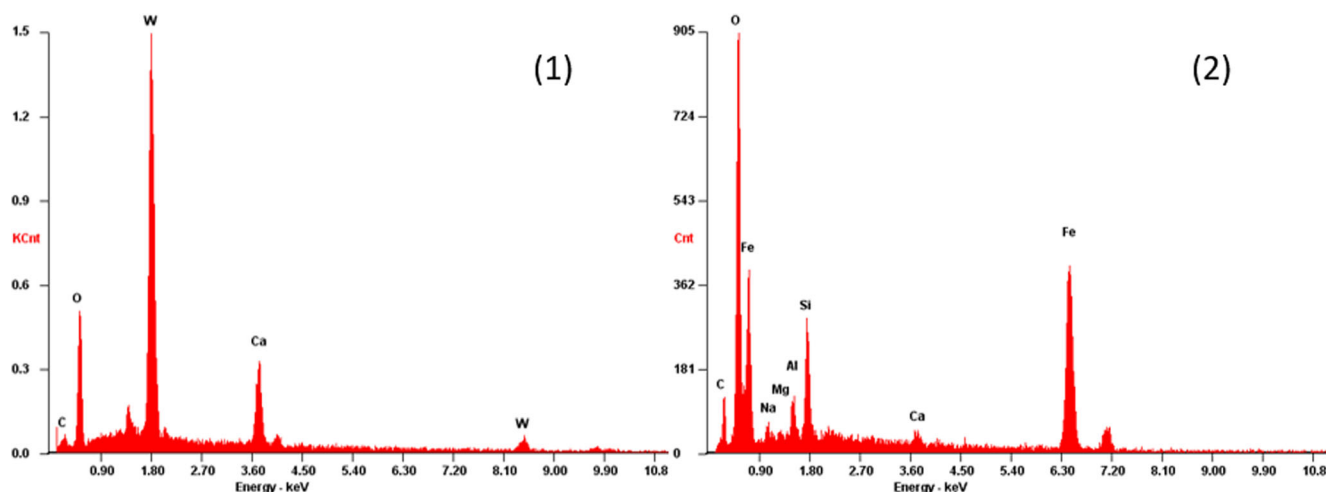 W
1.5
(1)
1.2
0.9
KCnt
0.6
O
Ca
0.3
C
W
0.0
0.90 1.80 2.70 3.60 4.50 5.40 6.30 7.20 8.10 9.00 9.90 10.8
Energy - keV
O
905
(2)
724
543
Cnt
Fe
Fe
362
Si
181
Al
C
Mg
Na
Ca
0
0.90 1.80 2.70 3.60 4.50 5.40 6.30 7.20 8.10 9.00 9.90 10.8
Energy - keV